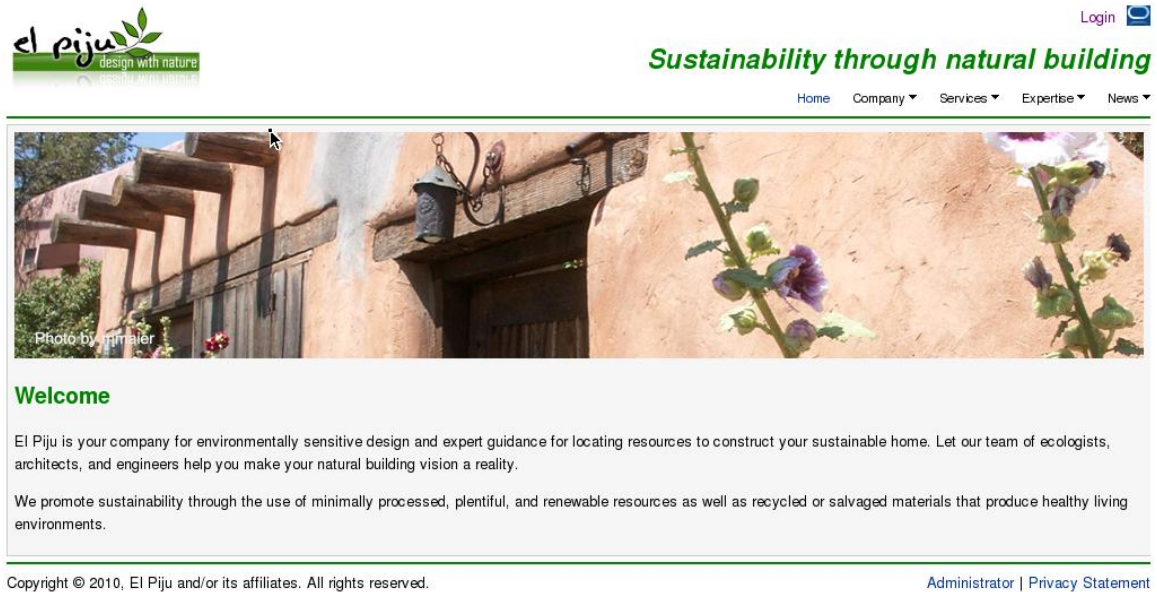 el piju
design with nature
Login
Sustainability through natural building
Home Company Services Expertise News
Photo by mmaier
Welcome
El Piju is your company for environmentally sensitive design and expert guidance for locating resources to construct your sustainable home. Let our team of ecologists,
architects, and engineers help you make your natural building vision a reality.
We promote sustainability through the use of minimally processed, plentiful, and renewable resources as well as recycled or salvaged materials that produce healthy living
environments.
Copyright © 2010, El Piju and/or its affiliates. All rights reserved.
Administrator | Privacy Statement